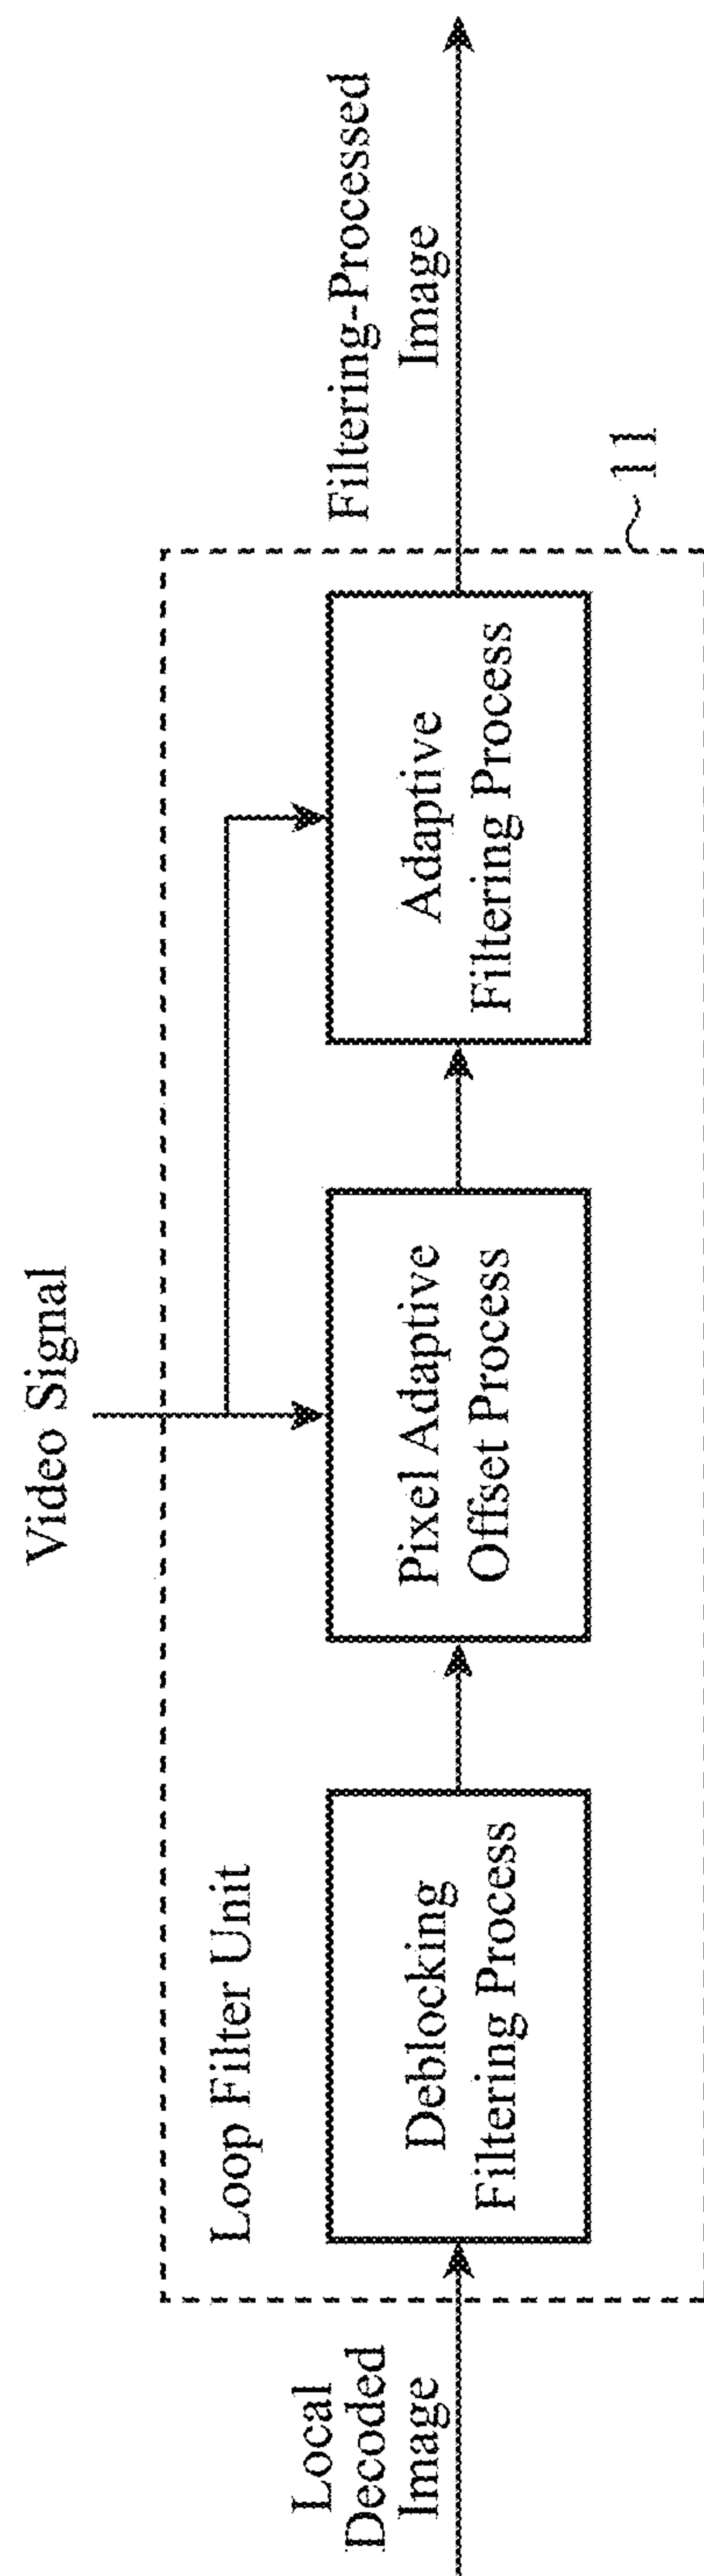 Video Signal
Loop Filter Unit
Local
Decoded
Image
Deblocking
Filtering Process
Pixel Adaptive
Offset Process
Adaptive
Filtering Process
Filtering-Processed
Image
11